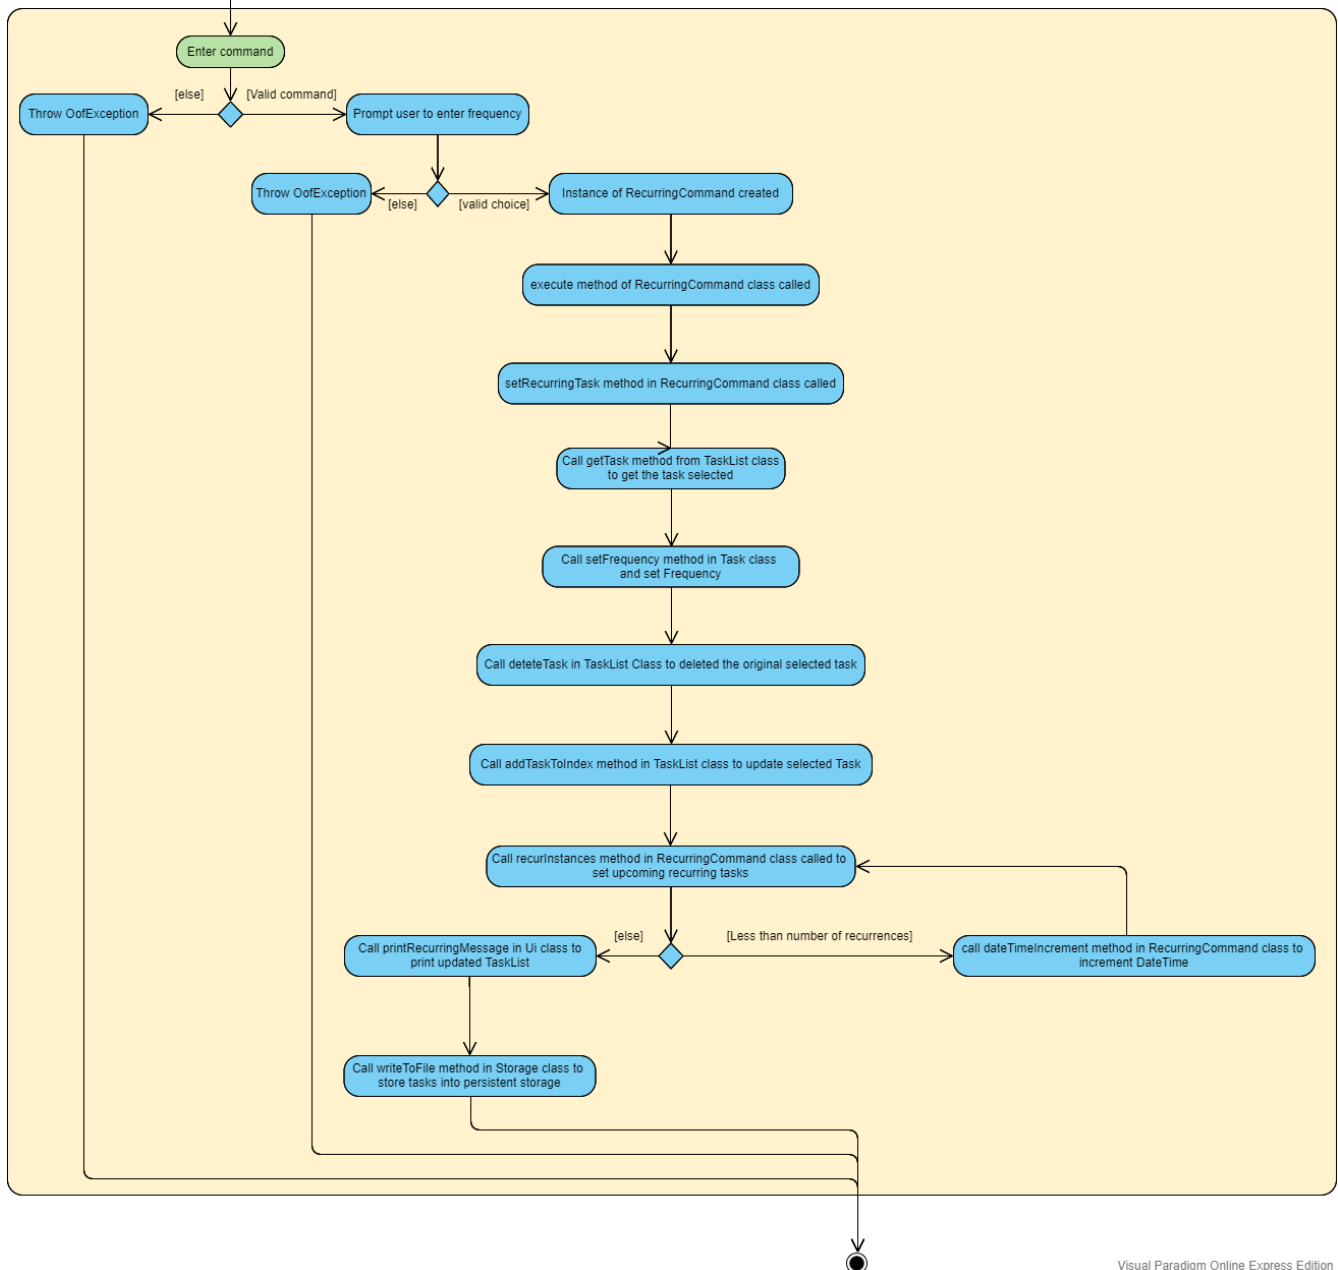 Enter command
[else]
[Valid command]
Throw OofException
Prompt user to enter frequency
Throw OofException
[else]
[valid choice]
Instance of RecurringCommand created
execute method of RecurringCommand class called
setRecurringTask method in RecurringCommand class called
Call getTask method from TaskList class
to get the task selected
Call setFrequency method in Task class
and set Frequency
Call deteteTask in TaskList Class to deleted the original selected task
Call addTaskToIndex method in TaskList class to update selected Task
Call recurInstances method in RecurringCommand class called to
set upcoming recurring tasks
[else]
[Less than number of recurrences]
Call printRecurringMessage in Ui class to
print updated TaskList
call dateTimeIncrement method in RecurringCommand class to
increment DateTime
Call writeToFile method in Storage class to
store tasks into persistent storage
Visual Paradigm Online Express Edition